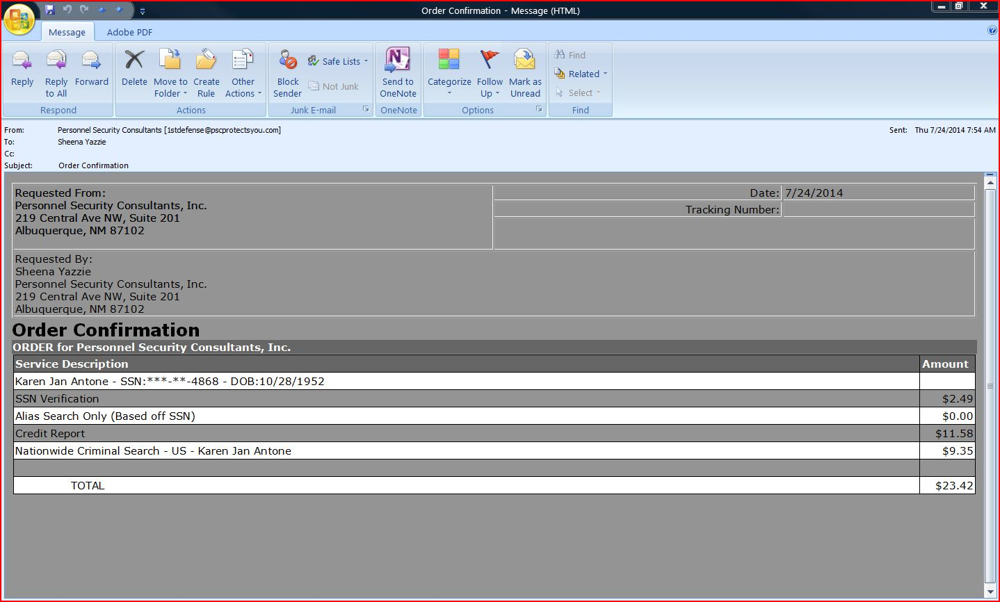 Order Confirmation - Message (HTML)
Message Adobe PDF
Reply
Reply to All
Forward
Respond
Delete
Move to Folder
Create Rule
Other Actions
Actions
Block Sender
Safe Lists
Not Junk
Junk E-mail
Send to OneNote
OneNote
Categorize
Follow Up
Mark as Unread
Options
Find
Related
Select
Find
From: Personnel Security Consultants [1stdefense@pscprotectsyou.com] Sent: Thu 7/24/2014 7:54 AM
To: Sheena Yazzie
Cc:
Subject: Order Confirmation
Requested From:
Personnel Security Consultants, Inc.
219 Central Ave NW, Suite 201
Albuquerque, NM 87102
Date: 7/24/2014
Tracking Number:
Requested By:
Sheena Yazzie
Personnel Security Consultants, Inc.
219 Central Ave NW, Suite 201
Albuquerque, NM 87102
Order Confirmation
ORDER for Personnel Security Consultants, Inc.
Service Description Amount
Karen Jan Antone - SSN:***-**-4868 - DOB:10/28/1952
SSN Verification $2.49
Alias Search Only (Based off SSN) $0.00
Credit Report $11.58
Nationwide Criminal Search - US - Karen Jan Antone $9.35
TOTAL $23.42